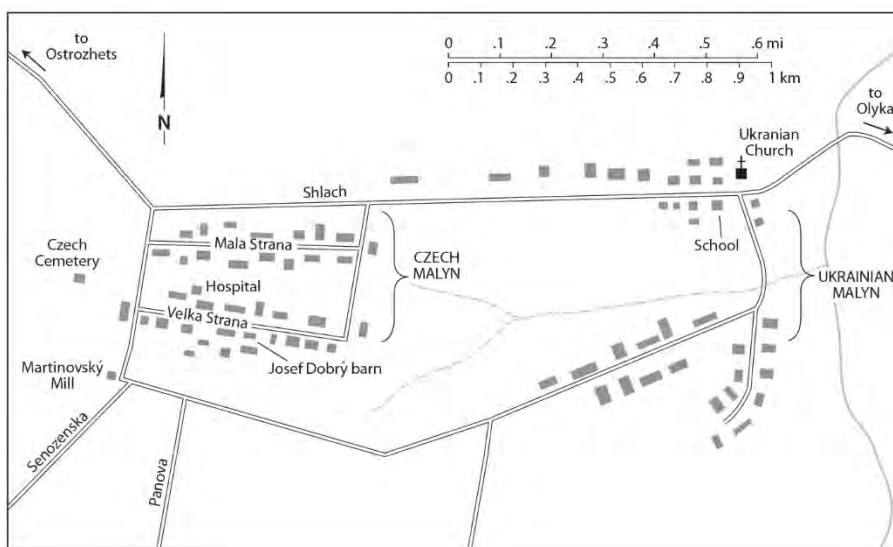 to
Ostrozhets
N
0 .1 .2 .3 .4 .5 .6 mi
0 .1 .2 .3 .4 .5 .6 .7 .8 .9 1 km
to
Olyka
Ukranian
Church
Shlach
School
Mala Strana
CZECH
MALYN
UKRAINIAN
MALYN
Czech
Cemetery
Hospital
Velka Strana
Josef Dobrý barn
Martinovský
Mill
Senozenska
Panova